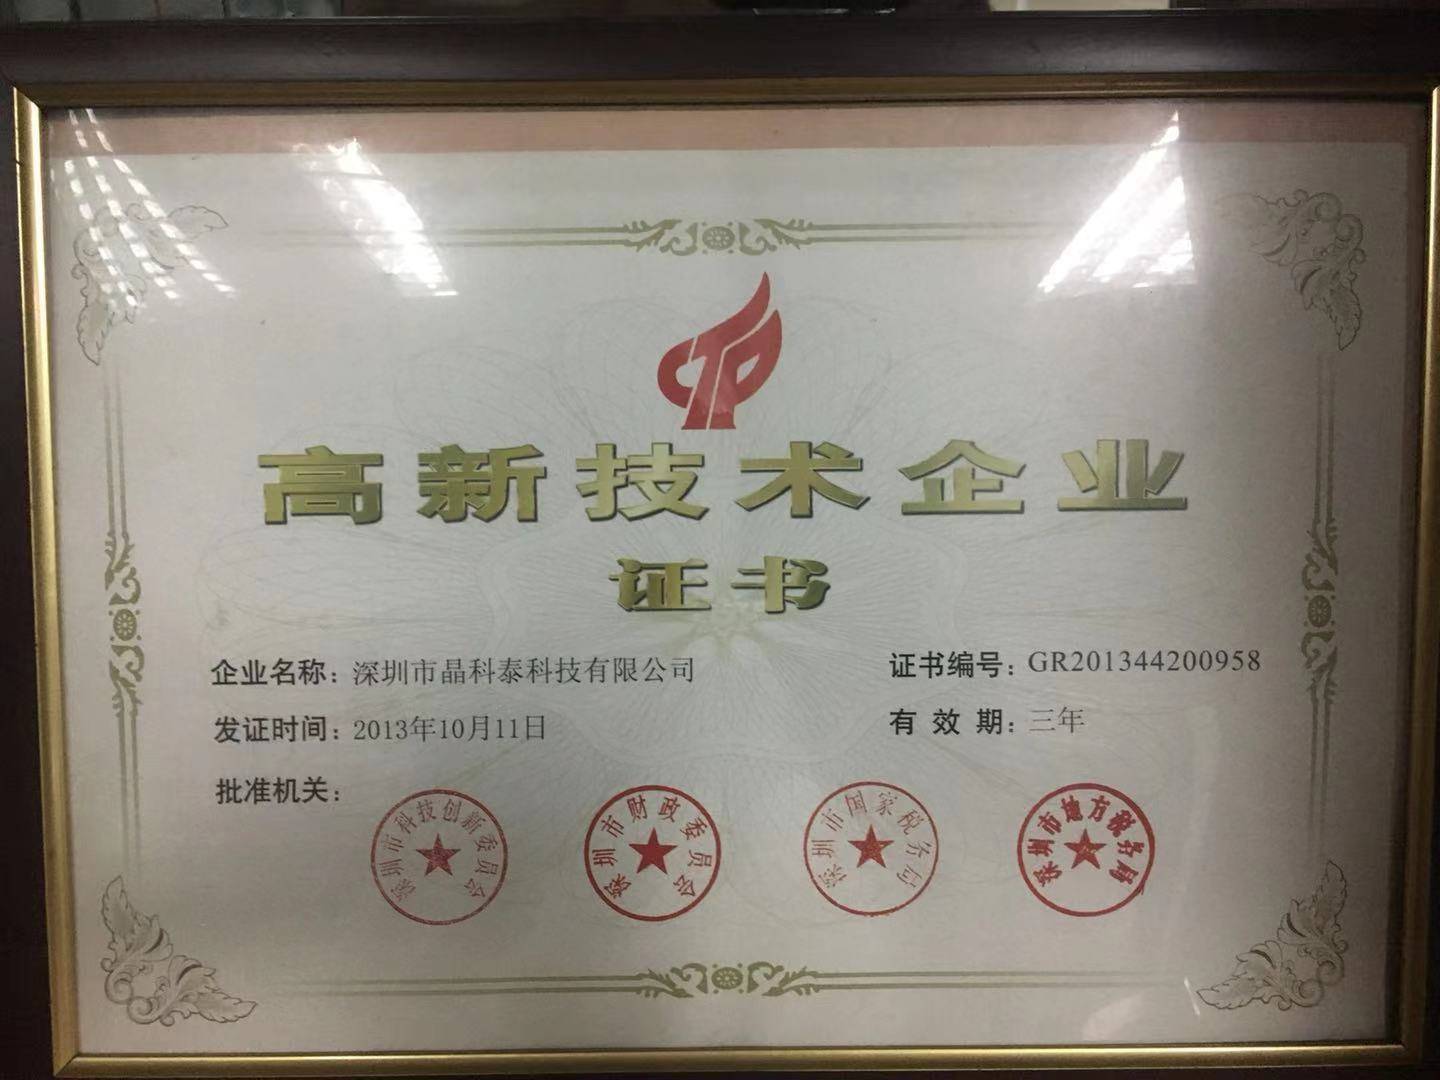 CTP
高新技术企业
证书
企业名称：深圳市晶科泰科技有限公司
证书编号：GR201344200958
发证时间：2013年10月11日
有效期：三年
批准机关：
深圳市科技创新委员会
深圳市财政委员会
深圳市国家税务局
深圳市地方税务局